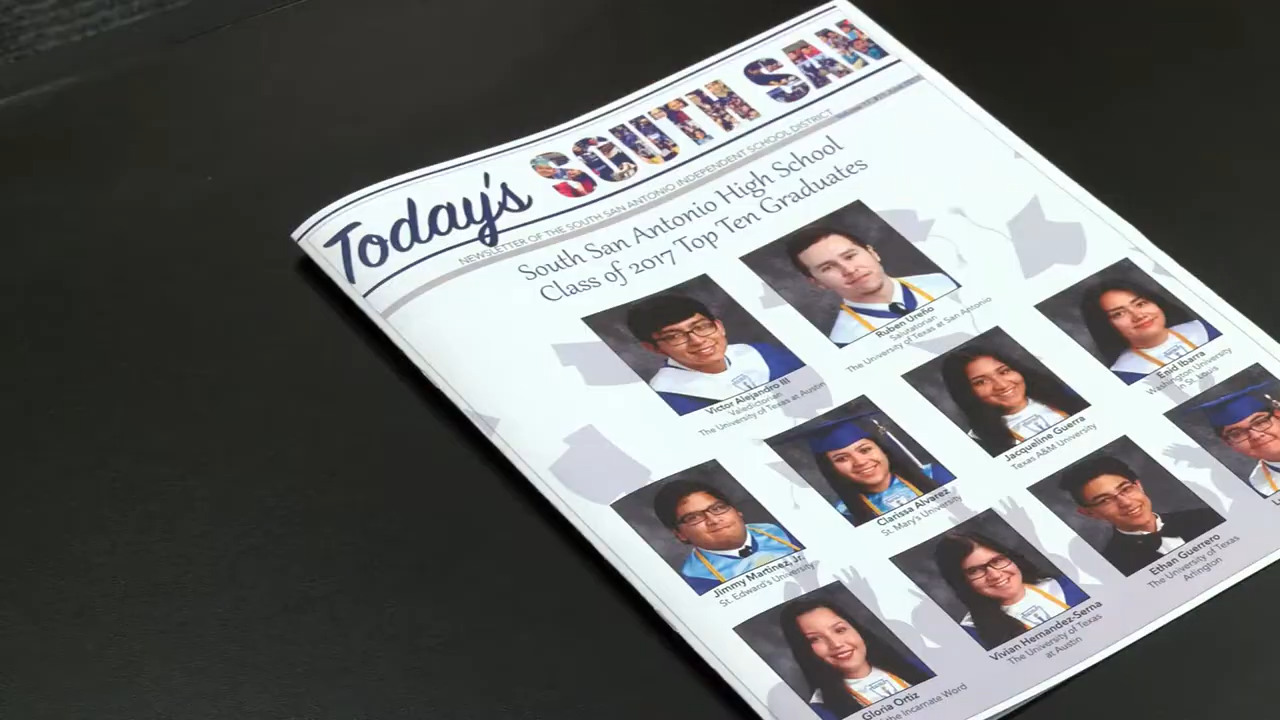 Today's SOUTH SAN
NEWSLETTER OF THE SOUTH SAN ANTONIO INDEPENDENT SCHOOL DISTRICT
South San Antonio High School
Class of 2017 Top Ten Graduates
Victor Alejandro III
Valedictorian
The University of Texas at Austin
Ruben Ureño
Salutatorian
The University of Texas at San Antonio
Jimmy Martinez, Jr.
St. Edward's University
Clarissa Alvarez
St. Mary's University
Jacqueline Guerra
Texas A&M University
Enid Ibarra
Washington University
in St. Louis
Gloria Ortiz
the Incarnate Word
Vivian Hernandez-Serna
The University of Texas
at Austin
Ethan Guerrero
The University of Texas
Arlington